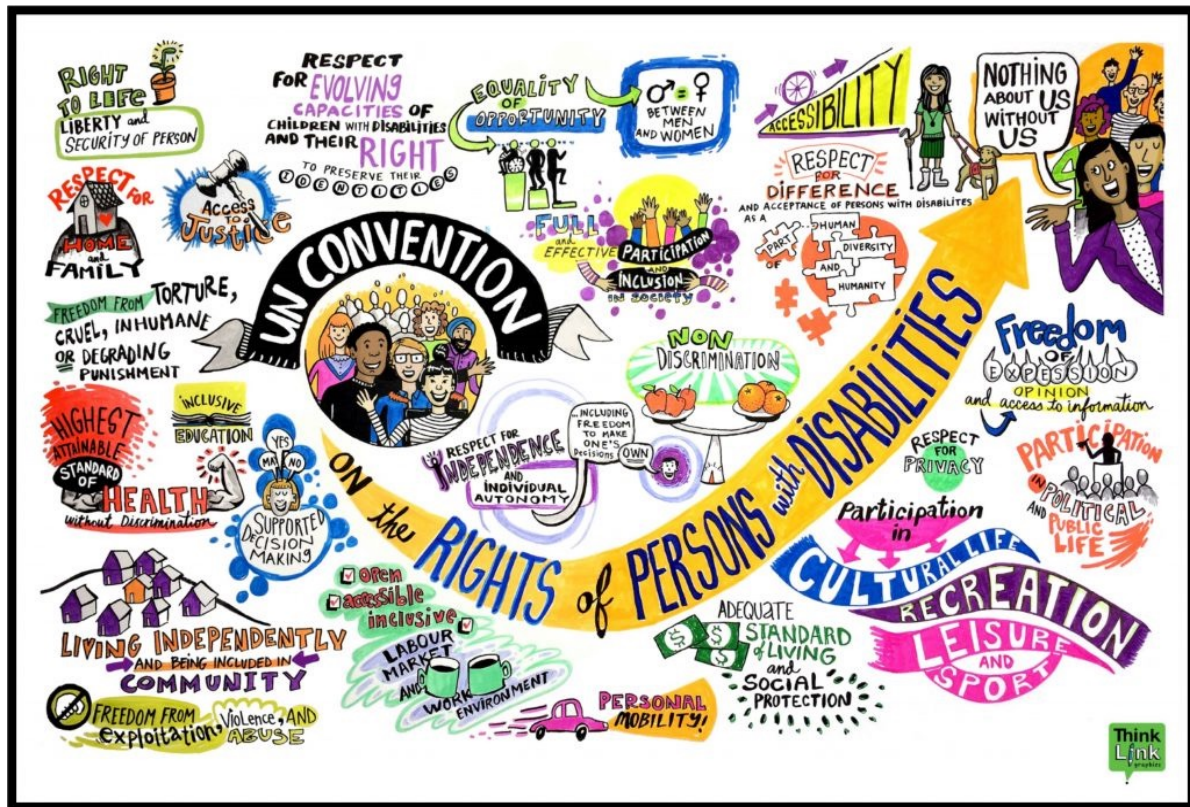 RIGHT
TO LIFE
LIBERTY and
SECURITY OF PERSON
RESPECT
FOR EVOLVING
CAPACITIES OF
CHILDREN WITH DISABILITIES
AND THEIR RIGHT
TO PRESERVE THEIR
IDENTITIES
EQUALITY
OF
OPPORTUNITY
♂ = ♀
BETWEEN
MEN
AND WOMEN
ACCESSIBILITY
NOTHING
ABOUT US
WITHOUT
US
RESPECT FOR
HOME
and
FAMILY
Access
to
Justice
FULL
and
EFFECTIVE
PARTICIPATION
AND
INCLUSION
IN SOCIETY
RESPECT
FOR
DIFFERENCE
AND ACCEPTANCE OF PERSONS WITH DISABILITES
AS A
PART
OF
HUMAN
DIVERSITY
AND
HUMANITY
UN CONVENTION
ON the RIGHTS of PERSONS with DISABILITIES
FREEDOM FROM TORTURE,
CRUEL, INHUMANE
OR DEGRADING
PUNISHMENT
NON
DISCRIMINATION
Freedom
OF
EXPESSION
OPINION
and access to information
HIGHEST
ATTAINABLE
STANDARD
OF
HEALTH
without Discrimination
INCLUSIVE
EDUCATION
YES
MA
NO
SUPPORTED
DECISION
MAKING
RESPECT FOR
INDEPENDENCE
AND
INDIVIDUAL
AUTONOMY
INCLUDING
FREEDOM
TO MAKE
ONE'S
Decisions
OWN
RESPECT
FOR
PRIVACY
PARTICIPATION
IN POLITICAL
AND PUBLIC
LIFE
Participation
in
CULTURAL LIFE
RECREATION
LEISURE
AND
SPORT
LIVING INDEPENDENTLY
AND BEING INCLUDED IN
COMMUNITY
open
accessible
inclusive
LABOUR
MARKET
AND
WORK
ENVIRONMENT
ADEQUATE
$ $ $
STANDARD
of LIVING
and
SOCIAL
PROTECTION
FREEDOM FROM
exploitation,
Violence, AND
ABUSE
PERSONAL
MOBILITY!
Think
Link
graphics